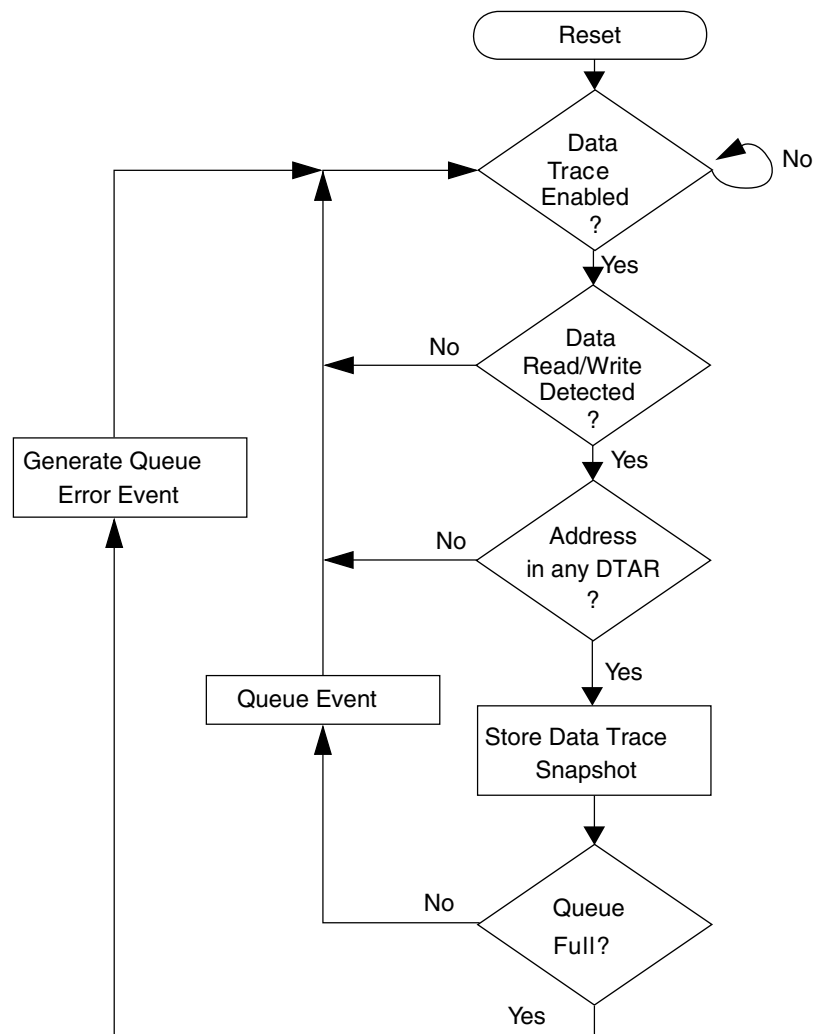 Reset
Data
Trace
Enabled
?
No
Yes
Data
Read/Write
Detected
?
No
Yes
Generate Queue
Error Event
Address
in any DTAR
?
No
Yes
Queue Event
Store Data Trace
Snapshot
Queue
Full?
No
Yes